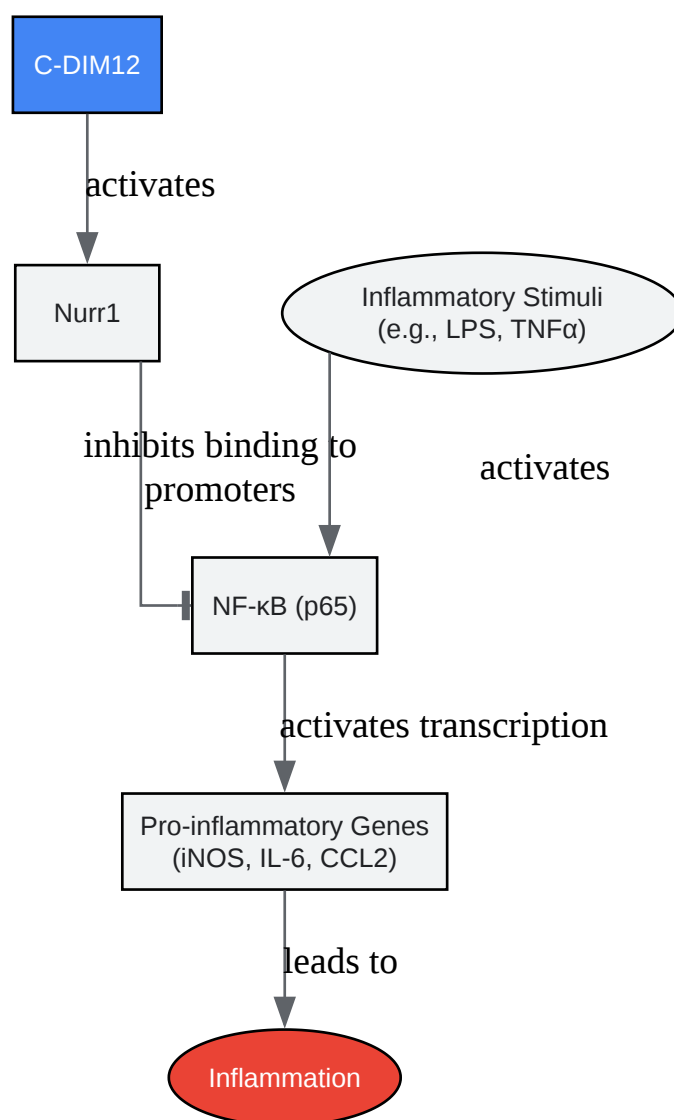 C-DIM12
activates
Nurr1
Inflammatory Stimuli
(e.g., LPS, TNFα)
inhibits binding to
promoters
activates
NF-κB (p65)
activates transcription
Pro-inflammatory Genes
(iNOS, IL-6, CCL2)
leads to
Inflammation